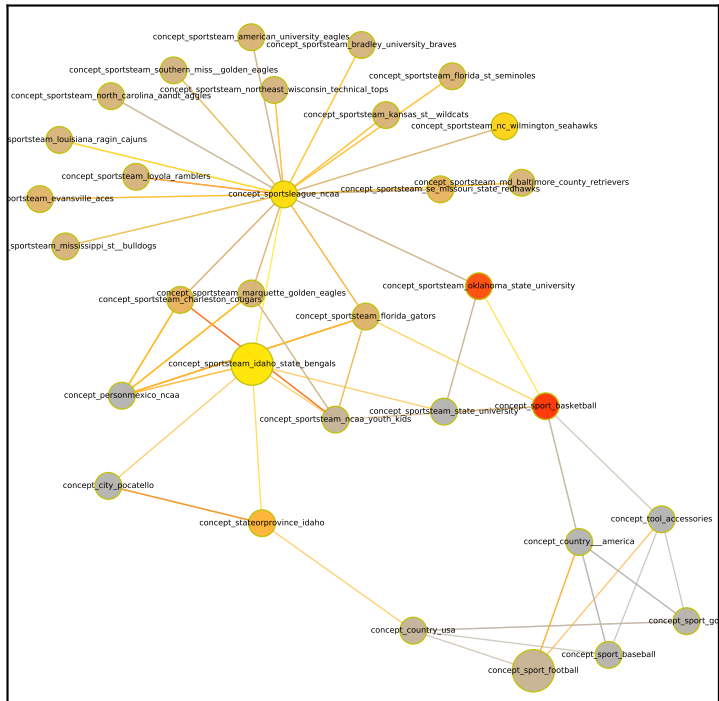 concept_sportsteam_american_university_eagles
concept_sportsteam_bradley_university_braves
concept_sportsteam_southern_miss__golden_eagles
concept_sportsteam_florida_st_seminoles
concept_sportsteam_northeast_wisconsin_technical_tops
concept_sportsteam_north_carolina_aandt_aggies
concept_sportsteam_kansas_st__wildcats
concept_sportsteam_nc_wilmington_seahawks
sportsteam_louisiana_ragin_cajuns
concept_sportsteam_loyola_ramblers
concept_sportsteam_md_baltimore_county_retrievers
concept_sportsteam_se_missouri_state_redhawks
concept_sportsleague_ncaa
sportsteam_evansville_aces
_sportsteam_mississippi_st__bulldogs
concept_sportsteam_oklahoma_state_university
concept_sportsteam_marquette_golden_eagles
concept_sportsteam_charleston_cougars
concept_sportsteam_florida_gators
concept_sportsteam_idaho_state_bengals
concept_personmexico_ncaa
concept_sport_basketball
concept_sportsteam_state_university
concept_sportsteam_ncaa_youth_kids
concept_city_pocatello
concept_tool_accessories
concept_stateorprovince_idaho
concept_country___america
concept_sport_go
concept_country_usa
concept_sport_baseball
concept_sport_football